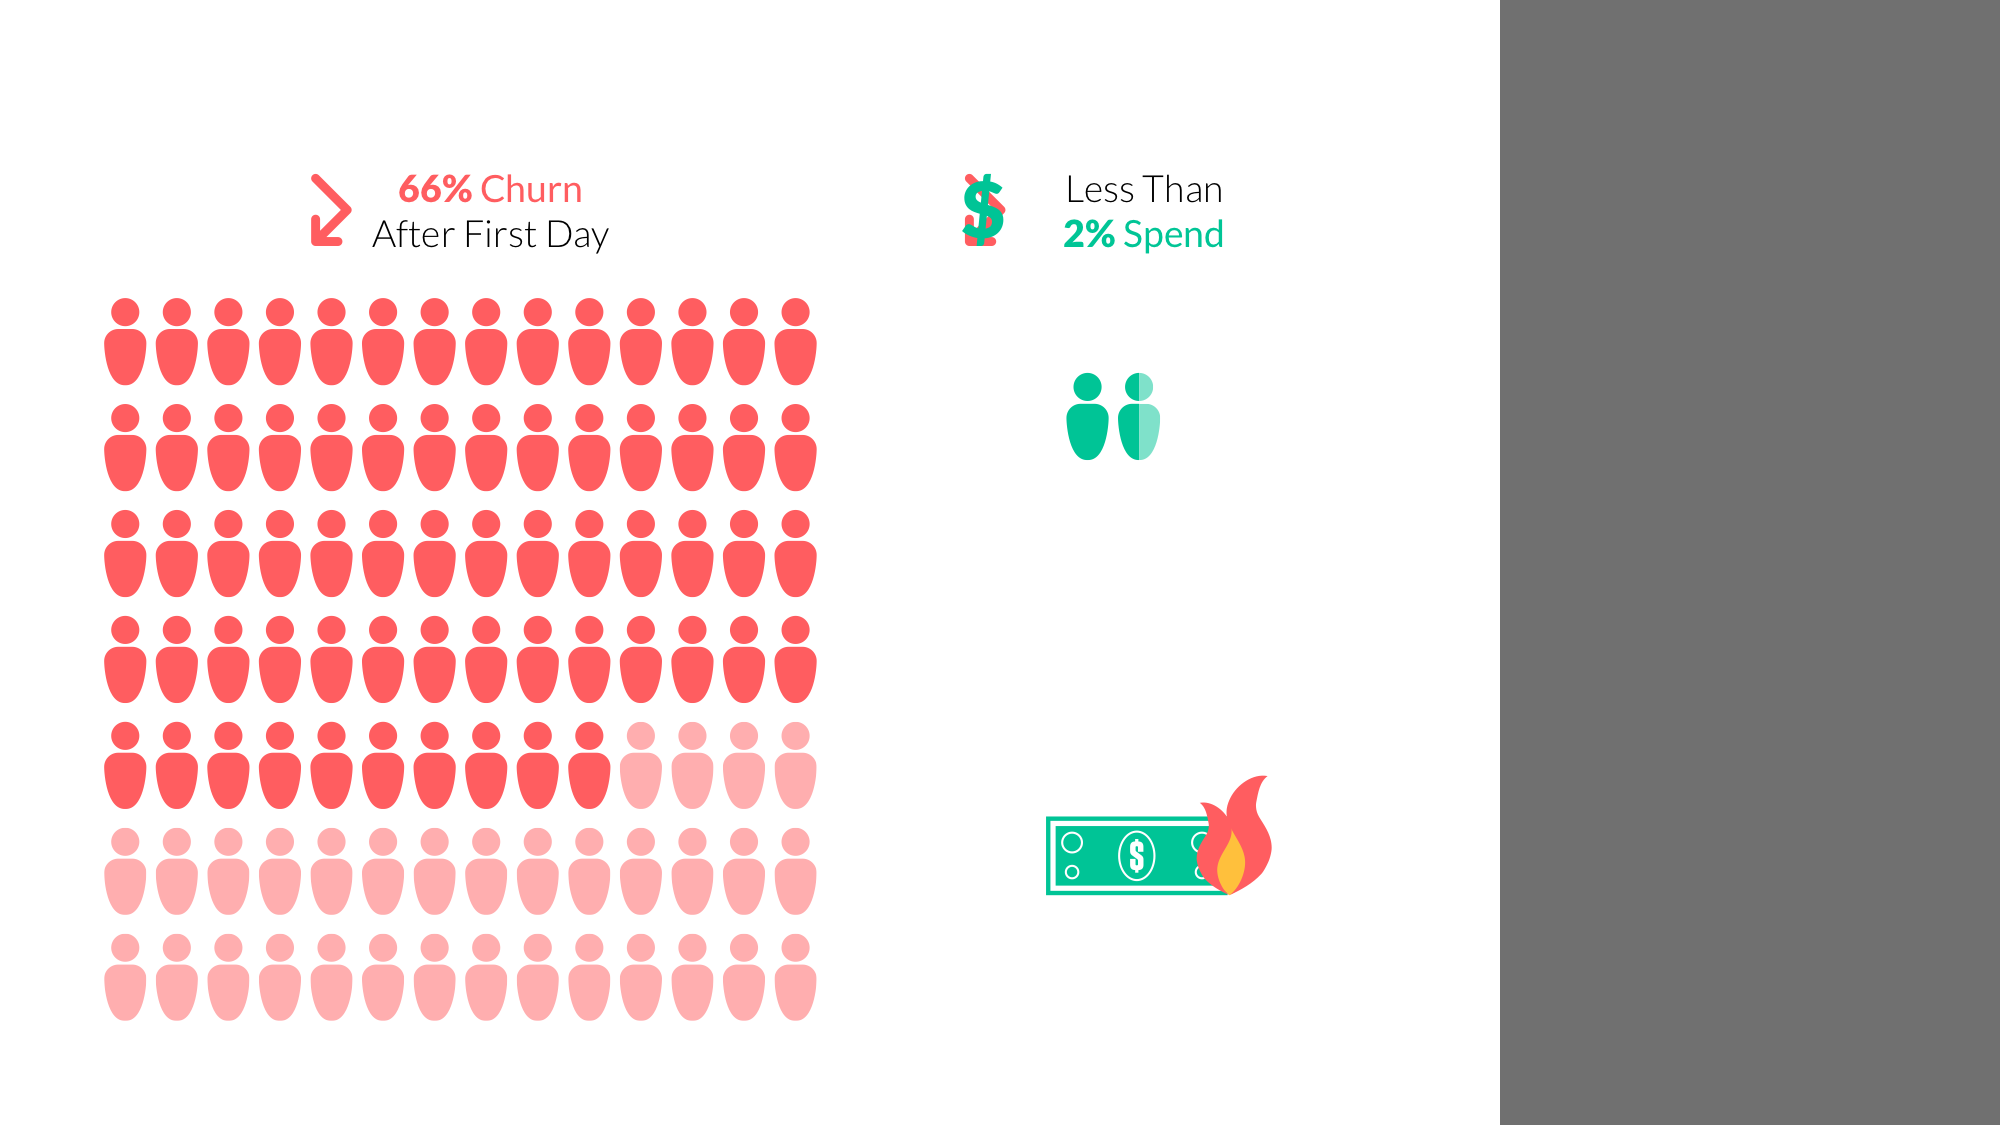 66% Churn
After First Day
$
Less Than
2% Spend
$